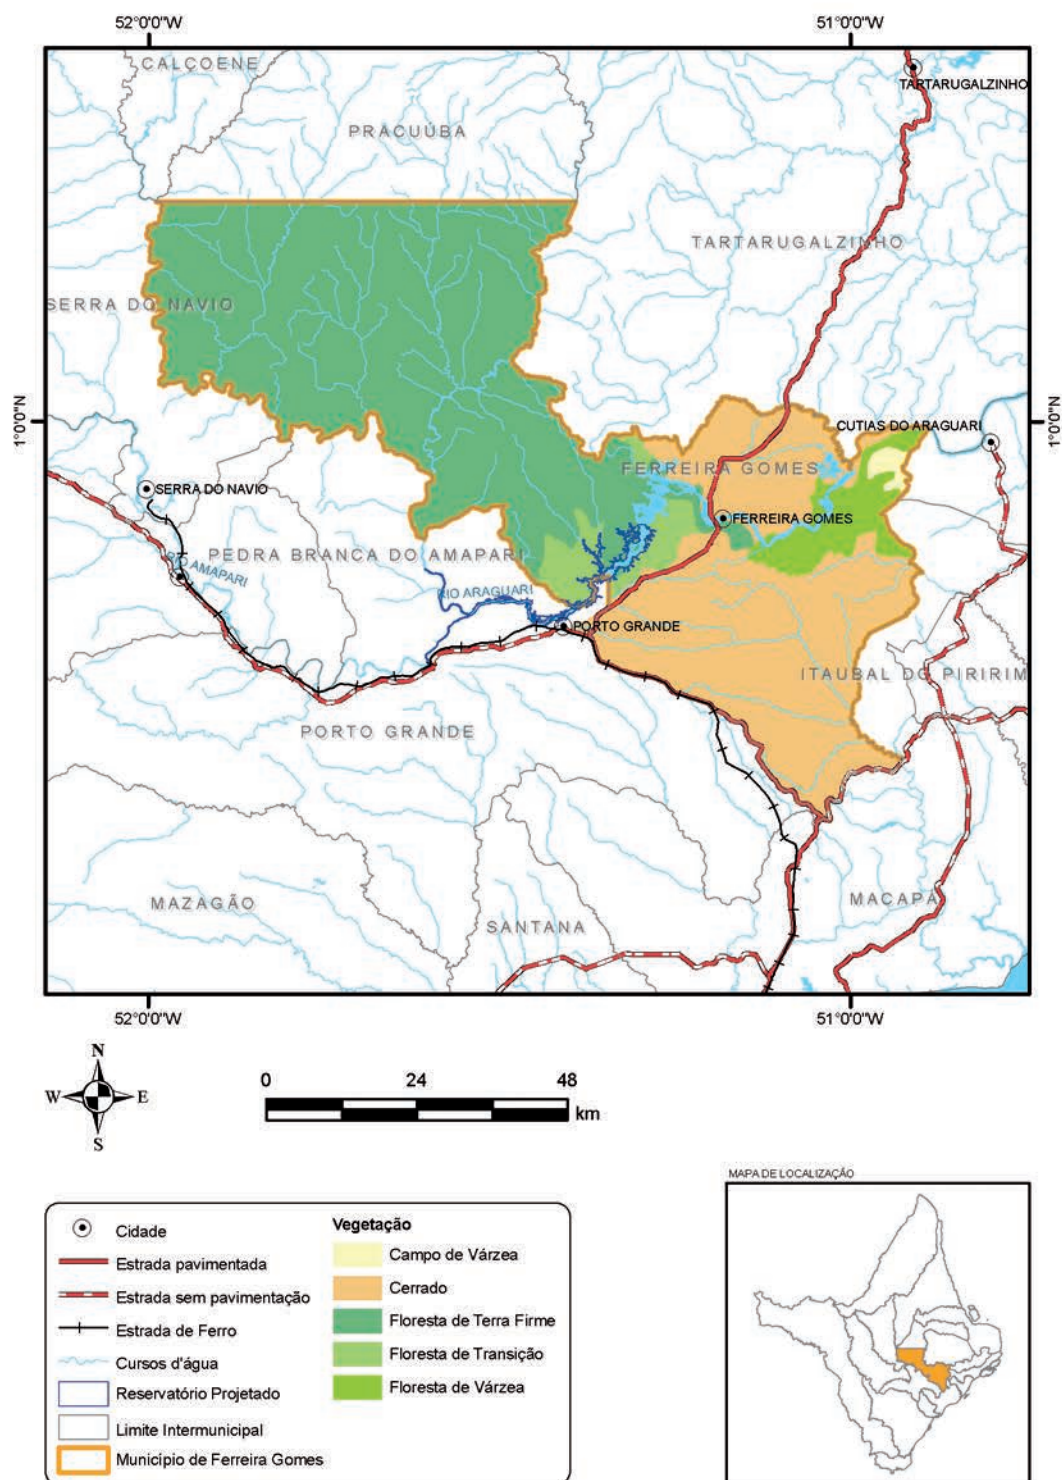 52°0'0"W
51°0'0"W
CALÇOENE
TARTARUGALZINHO
PRACUÚBA
TARTARUGALZINHO
SERRA DO NAVIO
1°0'0"N
1°0'0"N
CUTIAS DO ARAGUARI
FERREIRA GOMES
SERRA DO NAVIO
FERREIRA GOMES
PEDRA BRANCA DO AMAPARI
RIO AMAPARI
RIO ARAGUARI
PORTO GRANDE
ITAUBAL DO PIRIRIM
PORTO GRANDE
MAZAGÃO
SANTANA
MACAPÁ
52°0'0"W
51°0'0"W
N
W
E
S
0
24
48
km
MAPA DE LOCALIZAÇÃO
Cidade
Estrada pavimentada
Estrada sem pavimentação
Estrada de Ferro
Cursos d'água
Reservatório Projetado
Limite Intermunicipal
Município de Ferreira Gomes
Vegetação
Campo de Várzea
Cerrado
Floresta de Terra Firme
Floresta de Transição
Floresta de Várzea